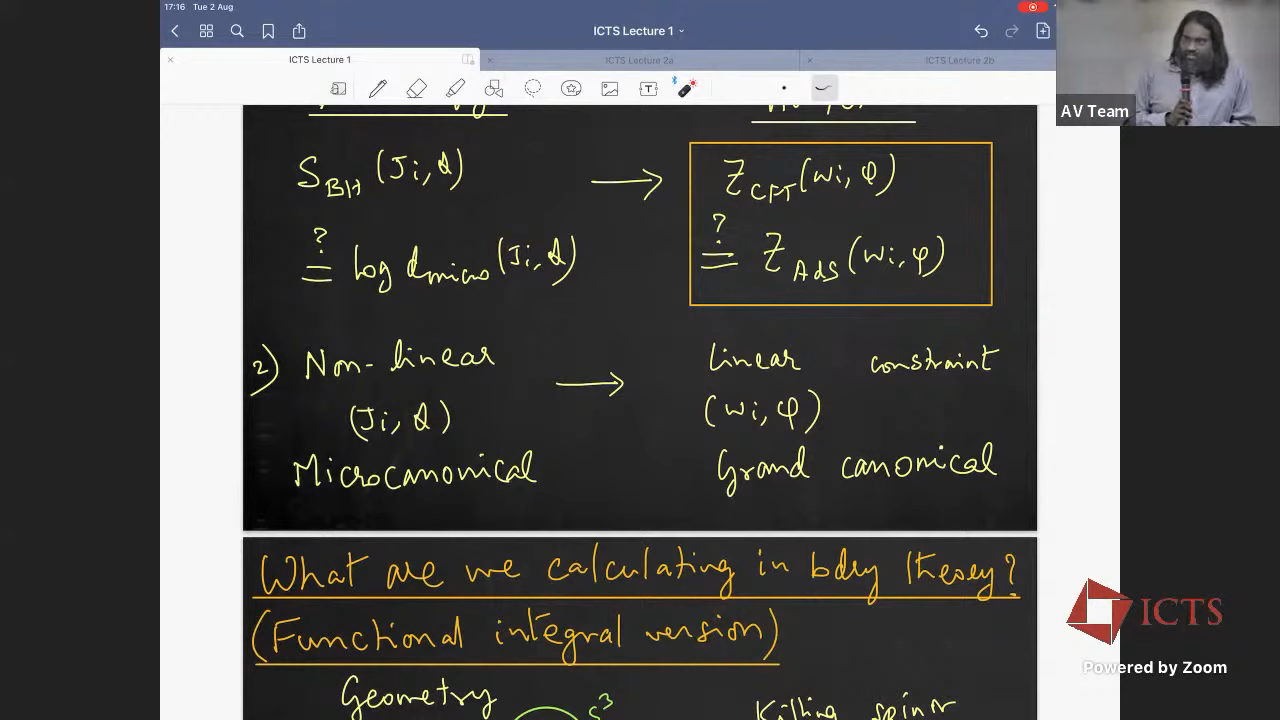 17:16 Tue 2 Aug
ICTS Lecture 1
ICTS Lecture 1
ICTS Lecture 2a
ICTS Lecture 2b
AV Team
S_BH (Ji, Q) → Z_CFT (ωi, φ)
?= log d_micro (Ji, Q)
?= Z_AdS (ωi, φ)
2) Non-linear → linear constraint
(Ji, Q) (ωi, φ)
Microcanonical Grand canonical
What are we calculating in bdry theory?
(Functional integral version)
Geometry S³ Killing spinor
ICTS
Powered by Zoom